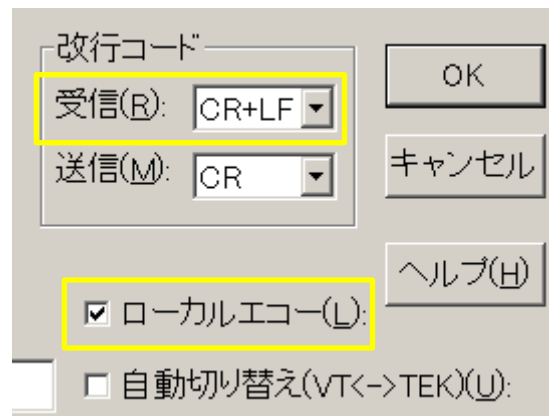 改行コード
受信(R): CR+LF
送信(M): CR
OK
キャンセル
ヘルプ(H)
ローカルエコー(L):
自動切り替え(VT<->TEK)(U):